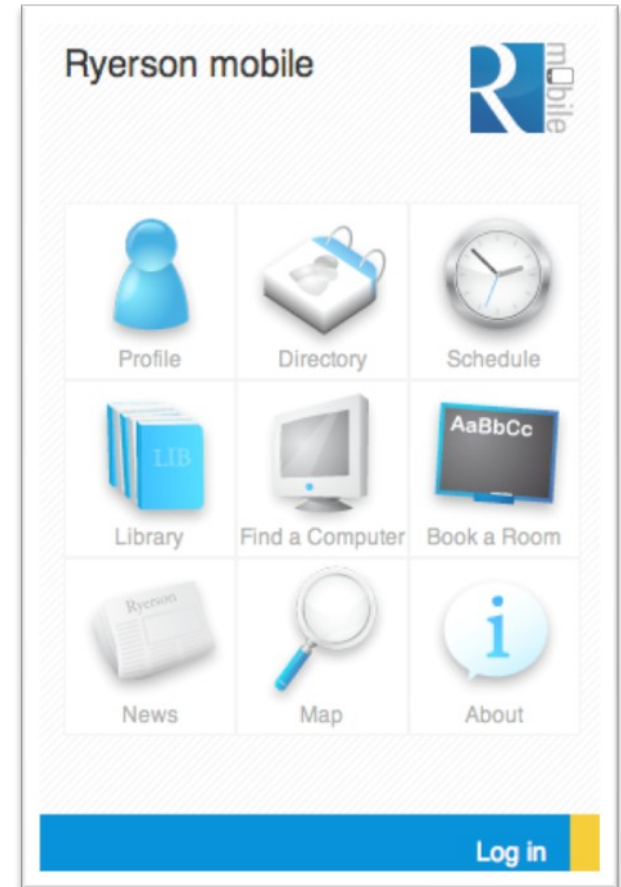 Ryerson mobile
R mobile
Profile
Directory
Schedule
LIB
AaBbCc
Library
Find a Computer
Book a Room
Ryerson
i
News
Map
About
Log in